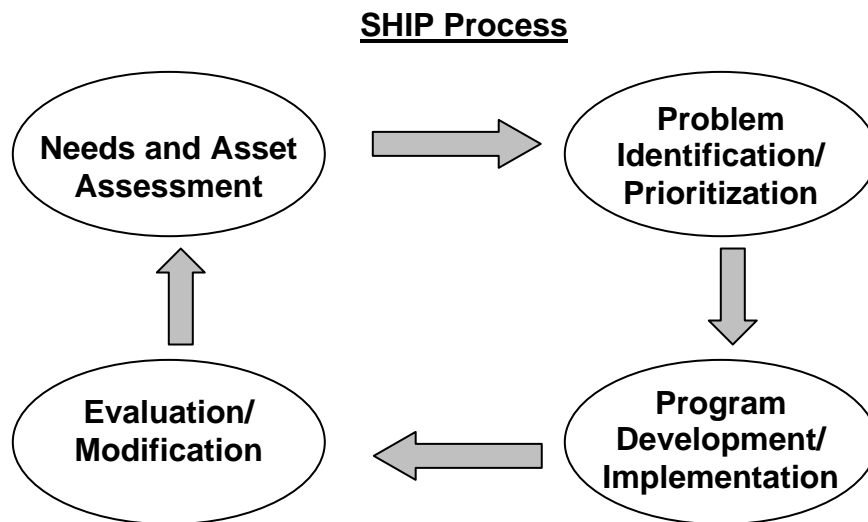 SHIP Process
Needs and Asset
Assessment
Problem
Identification/
Prioritization
Program
Development/
Implementation
Evaluation/
Modification